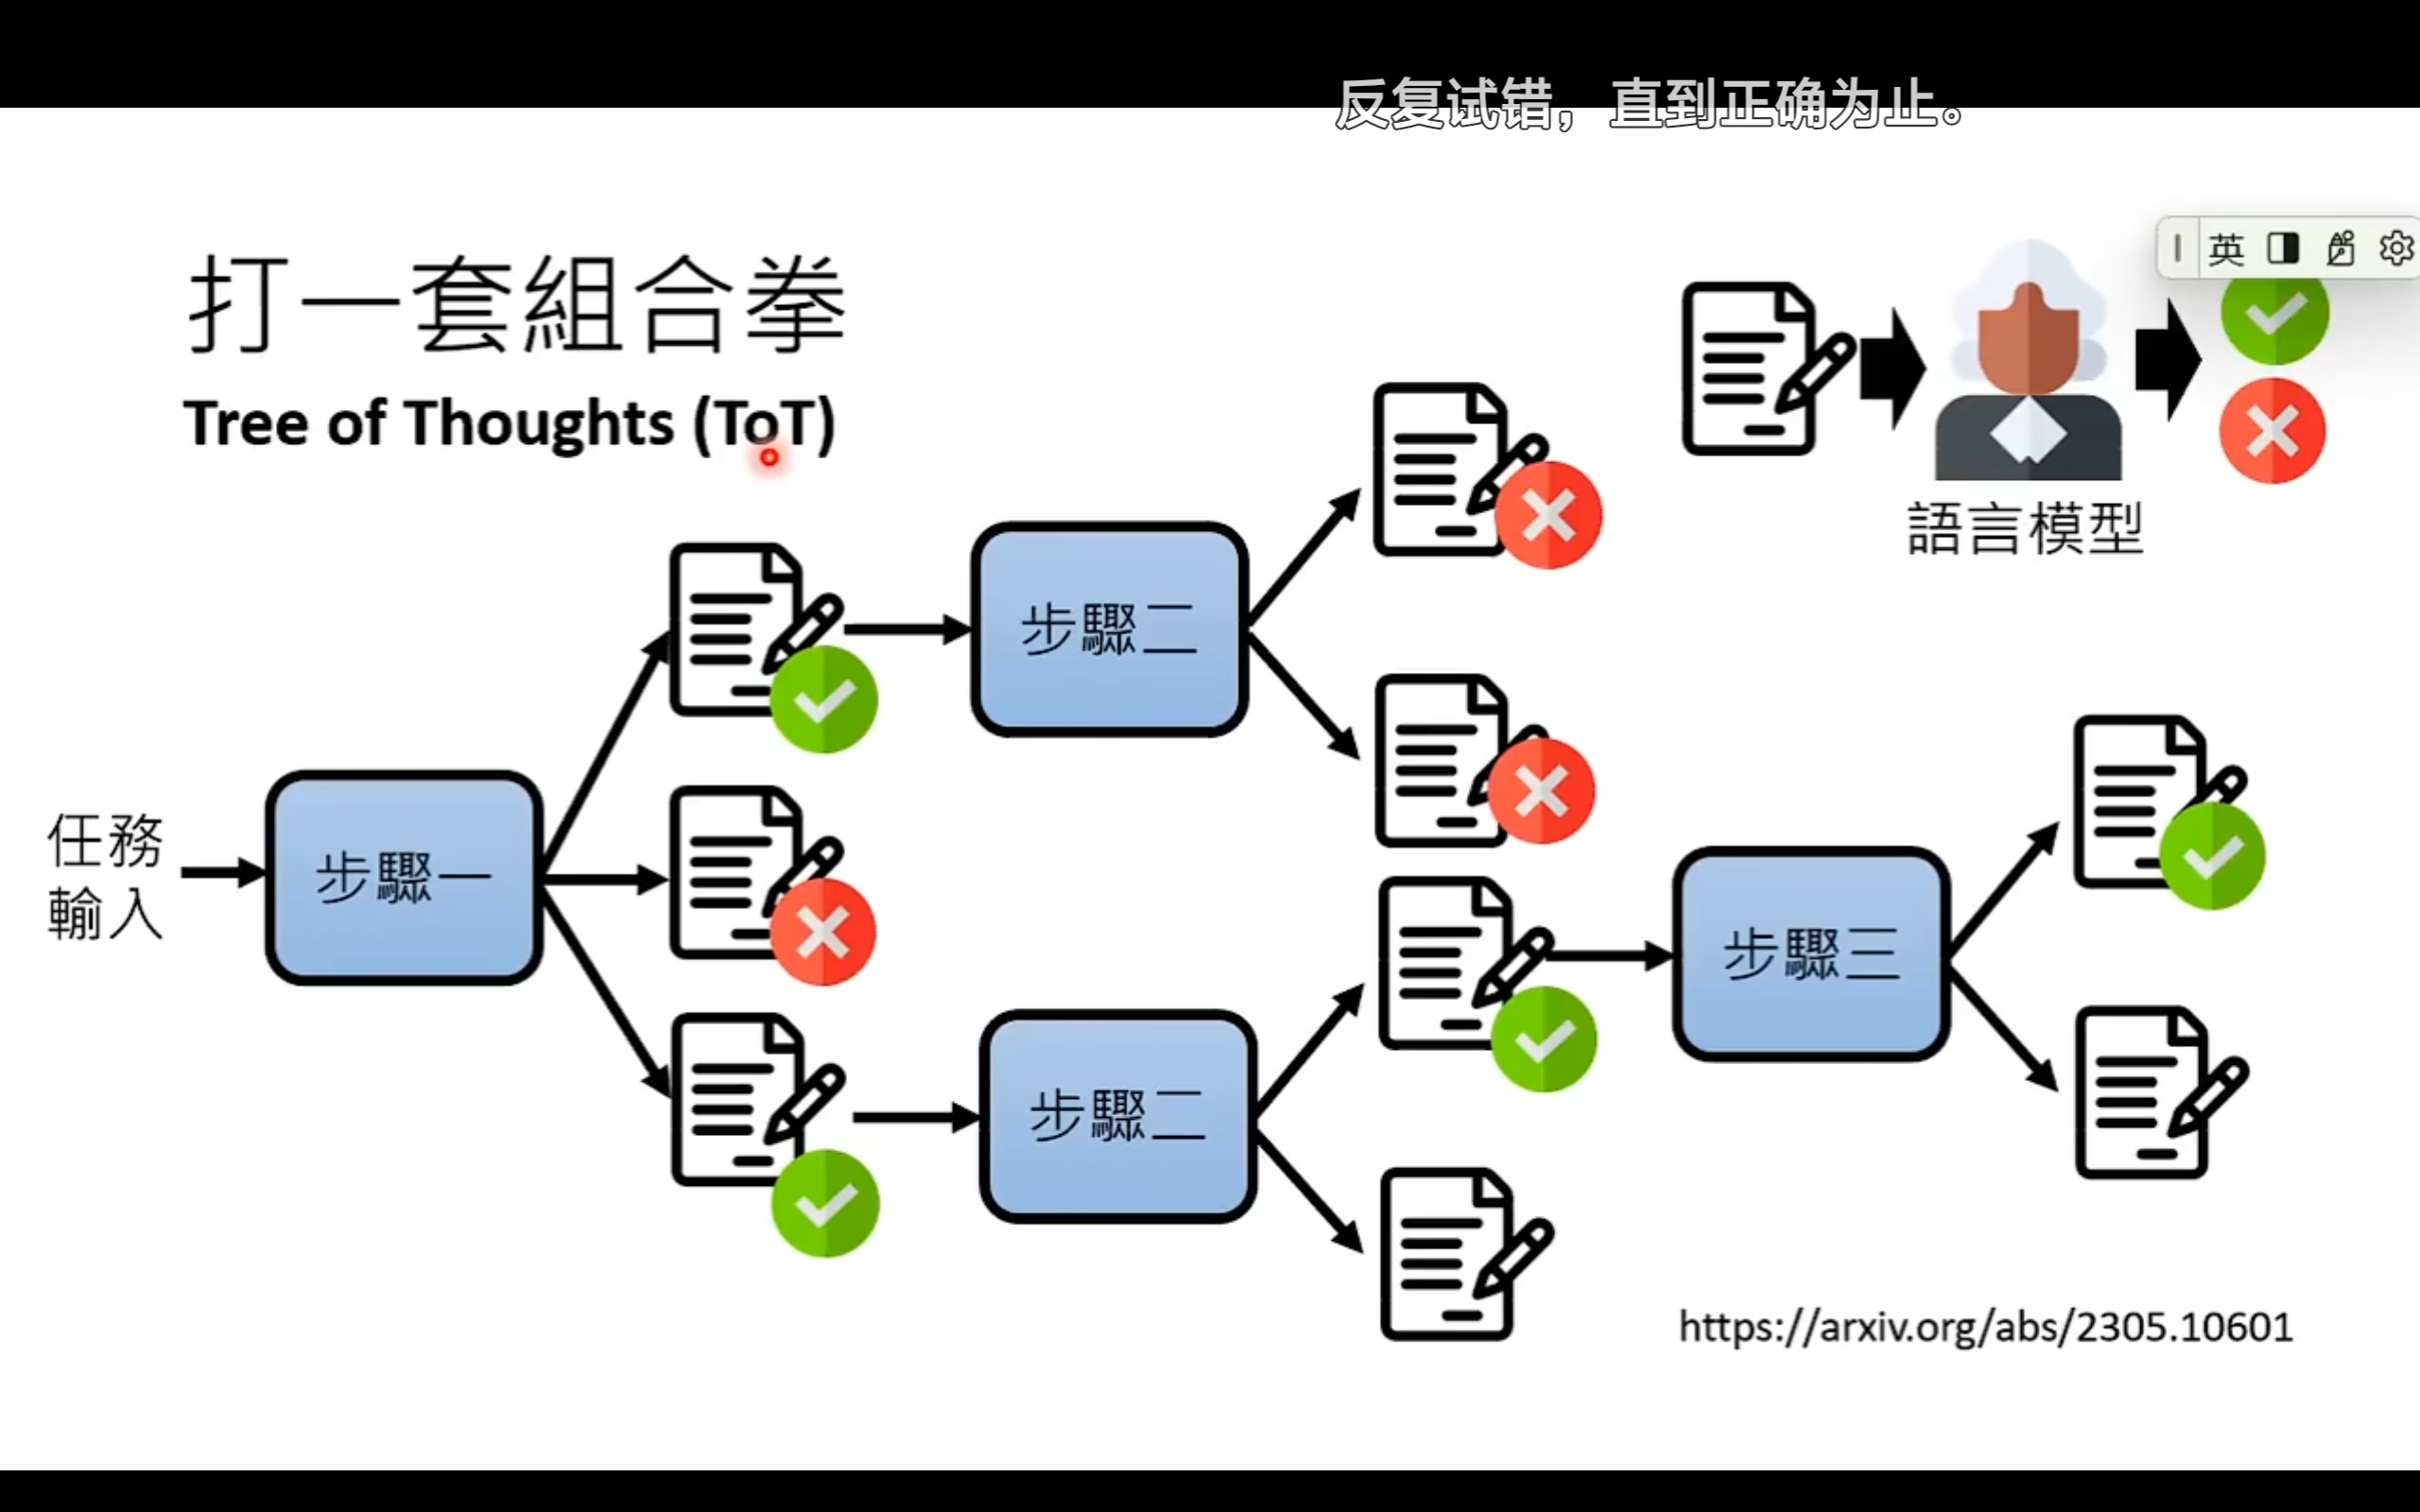 反复试错，直到正确为止。
英
打一套組合拳
Tree of Thoughts (ToT)
語言模型
步驟二
任務
輸入
步驟一
步驟三
步驟二
https://arxiv.org/abs/2305.10601